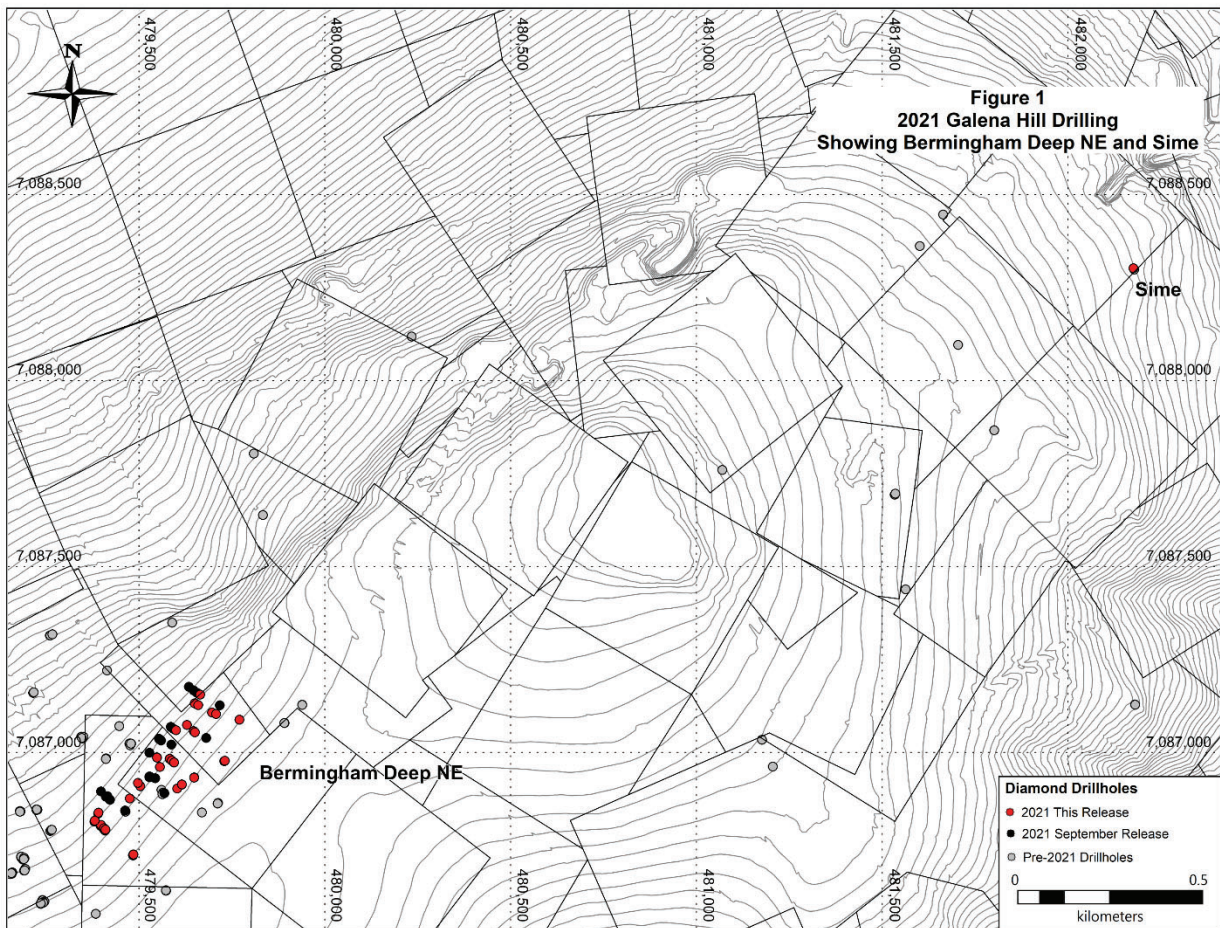 N
479,500
480,000
480,500
481,000
481,500
482,000
Figure 1
2021 Galena Hill Drilling
Showing Bermingham Deep NE and Sime
7,088,500
7,088,500
Sime
7,088,000
7,088,000
7,087,500
7,087,500
7,087,000
7,087,000
Bermingham Deep NE
479,500
480,000
480,500
481,000
481,500
Diamond Drillholes
2021 This Release
2021 September Release
Pre-2021 Drillholes
0 0.5
kilometers